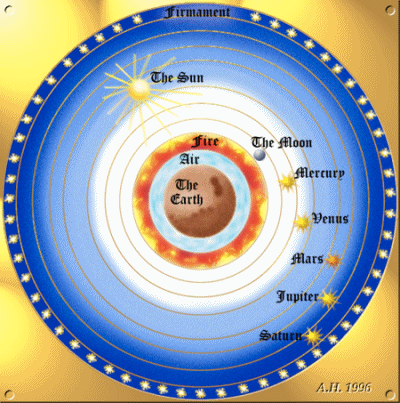 Firmament
The Sun
Fire
The Moon
Air
Mercury
The
Earth
Venus
Mars
Jupiter
Saturn
A.H. 1996